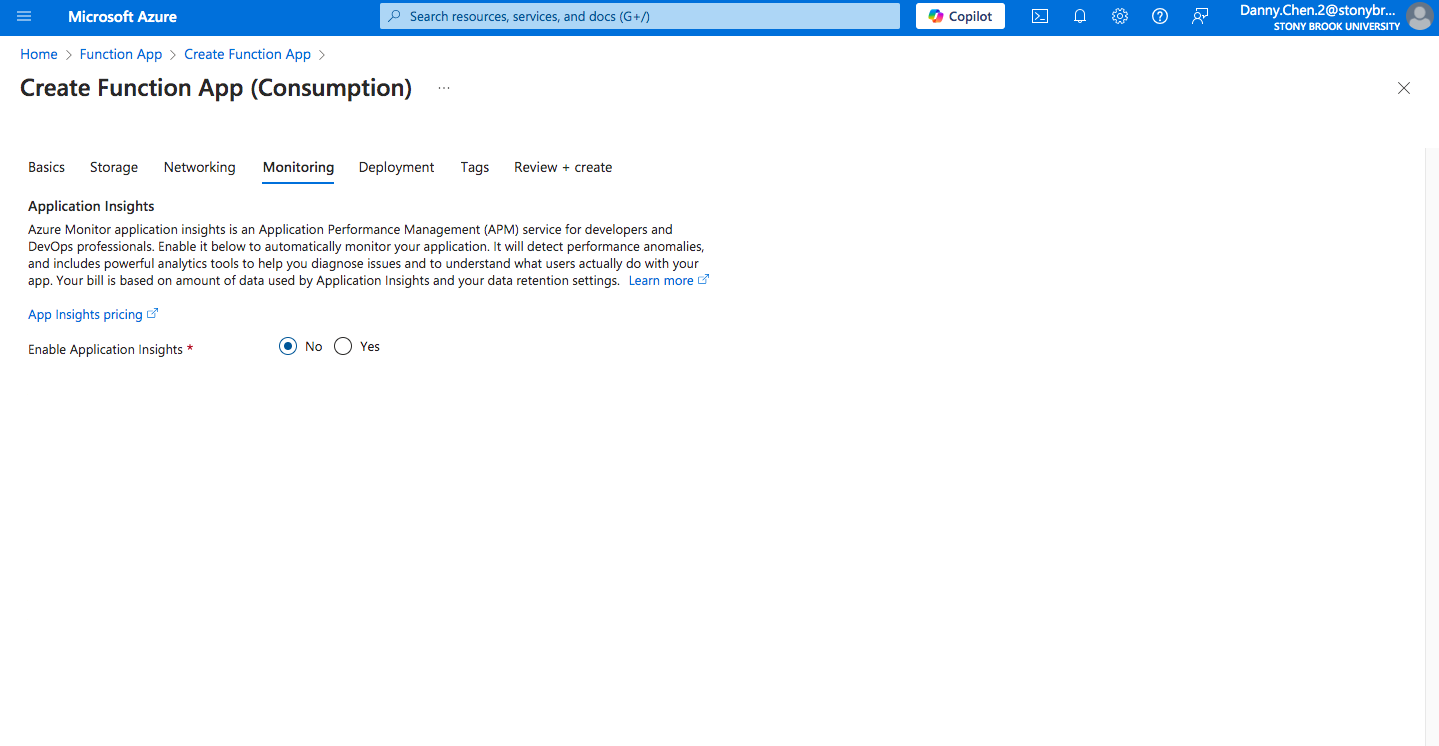 Microsoft Azure
Search resources, services, and docs (G+/)
Copilot
Danny.Chen.2@stonybr...
STONY BROOK UNIVERSITY
Home > Function App > Create Function App >
Create Function App (Consumption) ...
Basics Storage Networking Monitoring Deployment Tags Review + create
Application Insights
Azure Monitor application insights is an Application Performance Management (APM) service for developers and
DevOps professionals. Enable it below to automatically monitor your application. It will detect performance anomalies,
and includes powerful analytics tools to help you diagnose issues and to understand what users actually do with your
app. Your bill is based on amount of data used by Application Insights and your data retention settings. Learn more
App Insights pricing
Enable Application Insights * No Yes